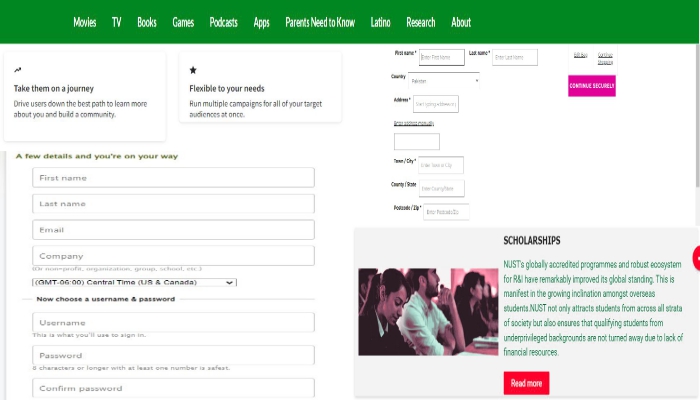 Movies TV Books Games Podcasts Apps Parents Need to Know Latino Research About
Take them on a journey
Drive users down the best path to learn more
about you and build a community.
Flexible to your needs
Run multiple campaigns for all of your target
audiences at once.
A few details and you're on your way
First name
Last name
Email
Company
(Or non-profit, organization, group, school, etc.)
(GMT-06:00) Central Time (US & Canada)
Now choose a username & password
Username
This is what you'll use to sign in.
Password
8 characters or longer with at least one number is safest.
Confirm password
First name * Enter First Name Last name * Enter Last Name
Country Pakistan
Address *
Enter address manually
Town / City * Enter Town or City
County / State Enter County/State
Postcode / Zip * Enter Postcode/Zip
Edit Bag Continue
Shopping
CONTINUE SECURELY
SCHOLARSHIPS
NUST's globally accredited programmes and robust ecosystem
for R&I have remarkably improved its global standing. This is
manifest in the growing inclination amongst overseas
students.NUST not only attracts students from across all strata
of society but also ensures that qualifying students from
underprivileged backgrounds are not turned away due to lack of
financial resources.
Read more